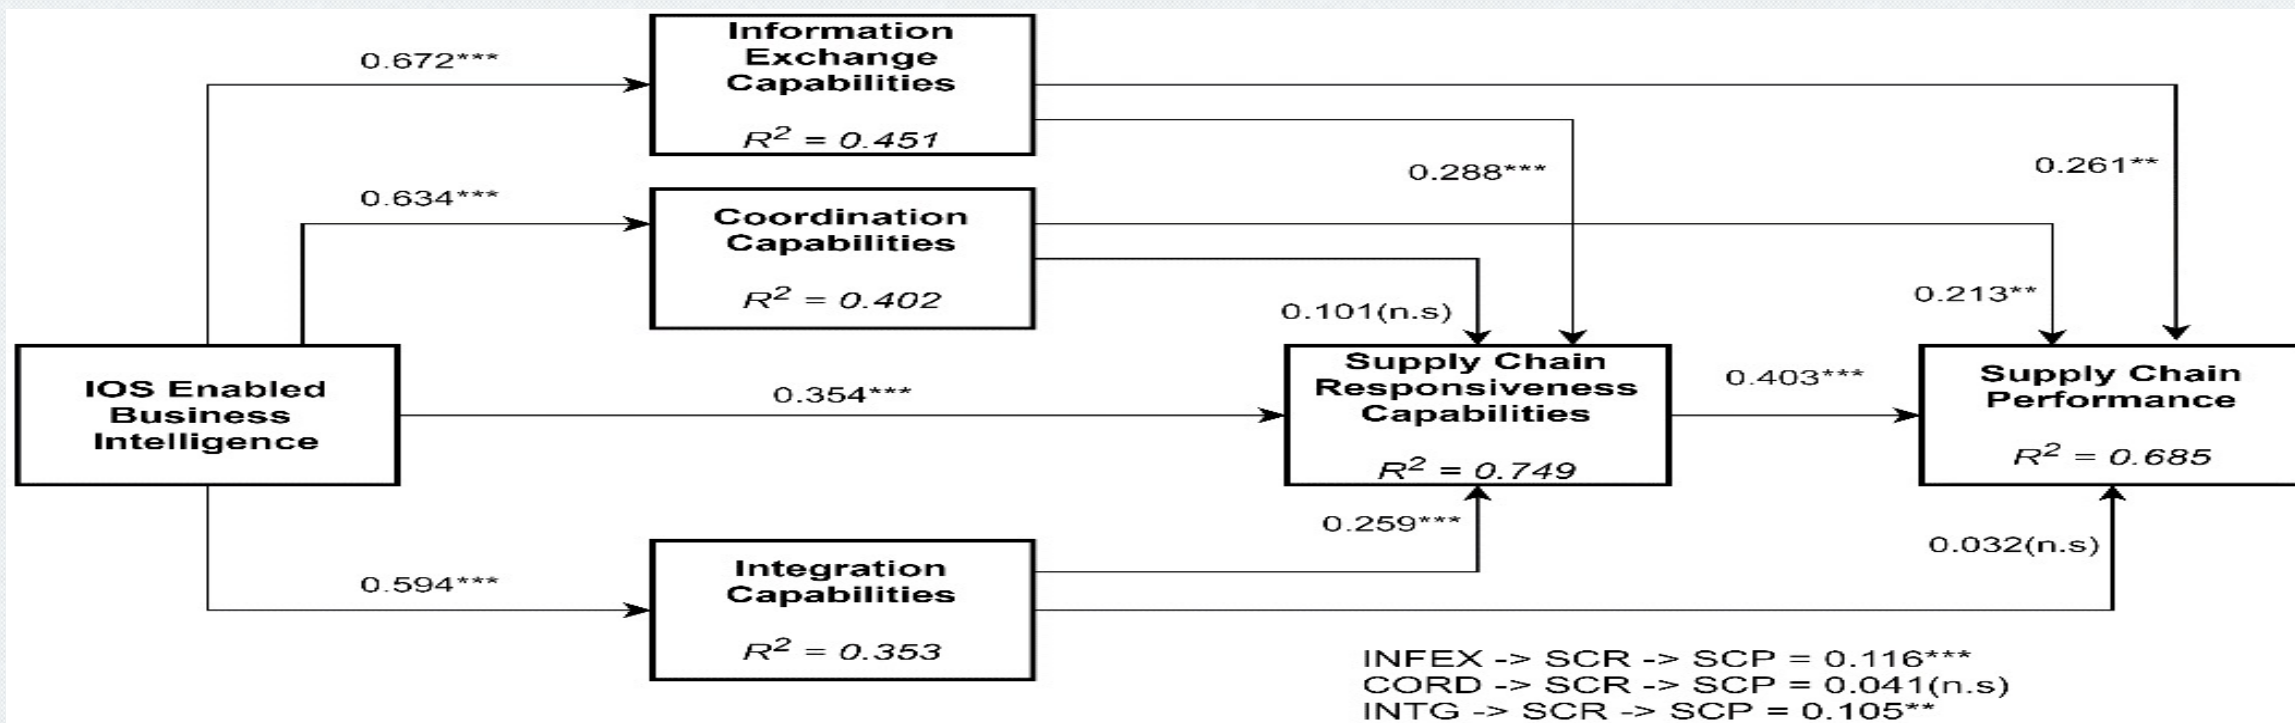 Information
Exchange
Capabilities
R² = 0.451
0.672***
0.288***
0.261**
0.634***
Coordination
Capabilities
R² = 0.402
0.101(n.s)
0.213**
IOS Enabled
Business
Intelligence
0.354***
Supply Chain
Responsiveness
Capabilities
R² = 0.749
0.403***
Supply Chain
Performance
R² = 0.685
0.259***
0.032(n.s)
0.594***
Integration
Capabilities
R² = 0.353
INFEX -> SCR -> SCP = 0.116***
CORD -> SCR -> SCP = 0.041(n.s)
INTG -> SCR -> SCP = 0.105**